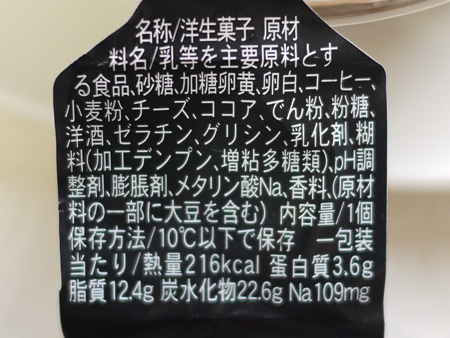 名称/洋生菓子 原材
料名/乳等を主要原料とす
る食品、砂糖、加糖卵黄、卵白、コーヒー、
小麦粉、チーズ、ココア、でん粉、粉糖、
洋酒、ゼラチン、グリシン、乳化剤、糊
料(加工デンプン、増粘多糖類)、pH調
整剤、膨脹剤、メタリン酸Na、香料、(原材
料の一部に大豆を含む) 内容量/1個
保存方法/10℃以下で保存 一包装
当たり/熱量216kcal 蛋白質3.6g
脂質12.4g 炭水化物22.6g Na109mg